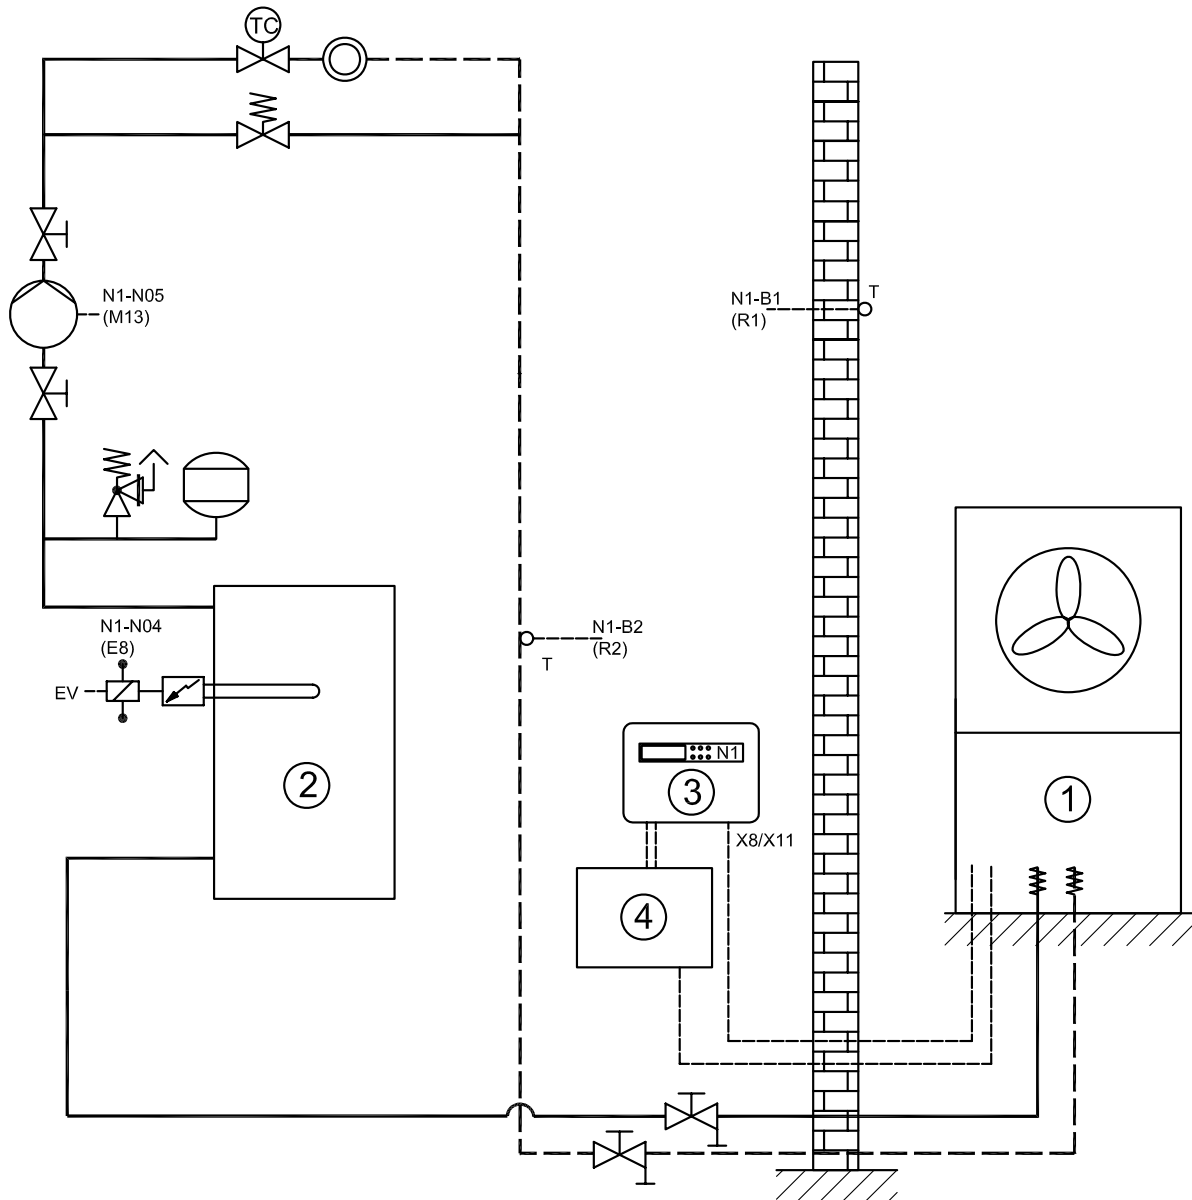 TC
N1-N05
(M13)
N1-B1
(R1)
T
N1-N04
(E8)
EV
N1-B2
(R2)
T
N1
3
X8/X11
2
1
4